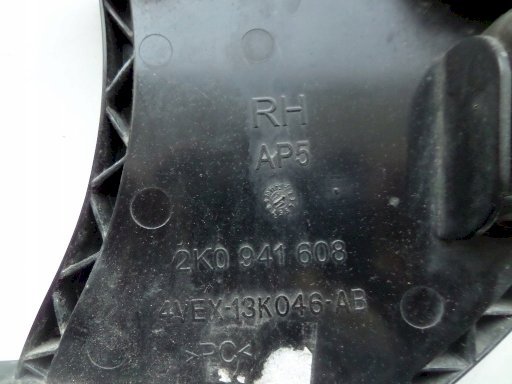 RH
AP5
2K0 941 608
4VEX-13K046-AB
>PC<